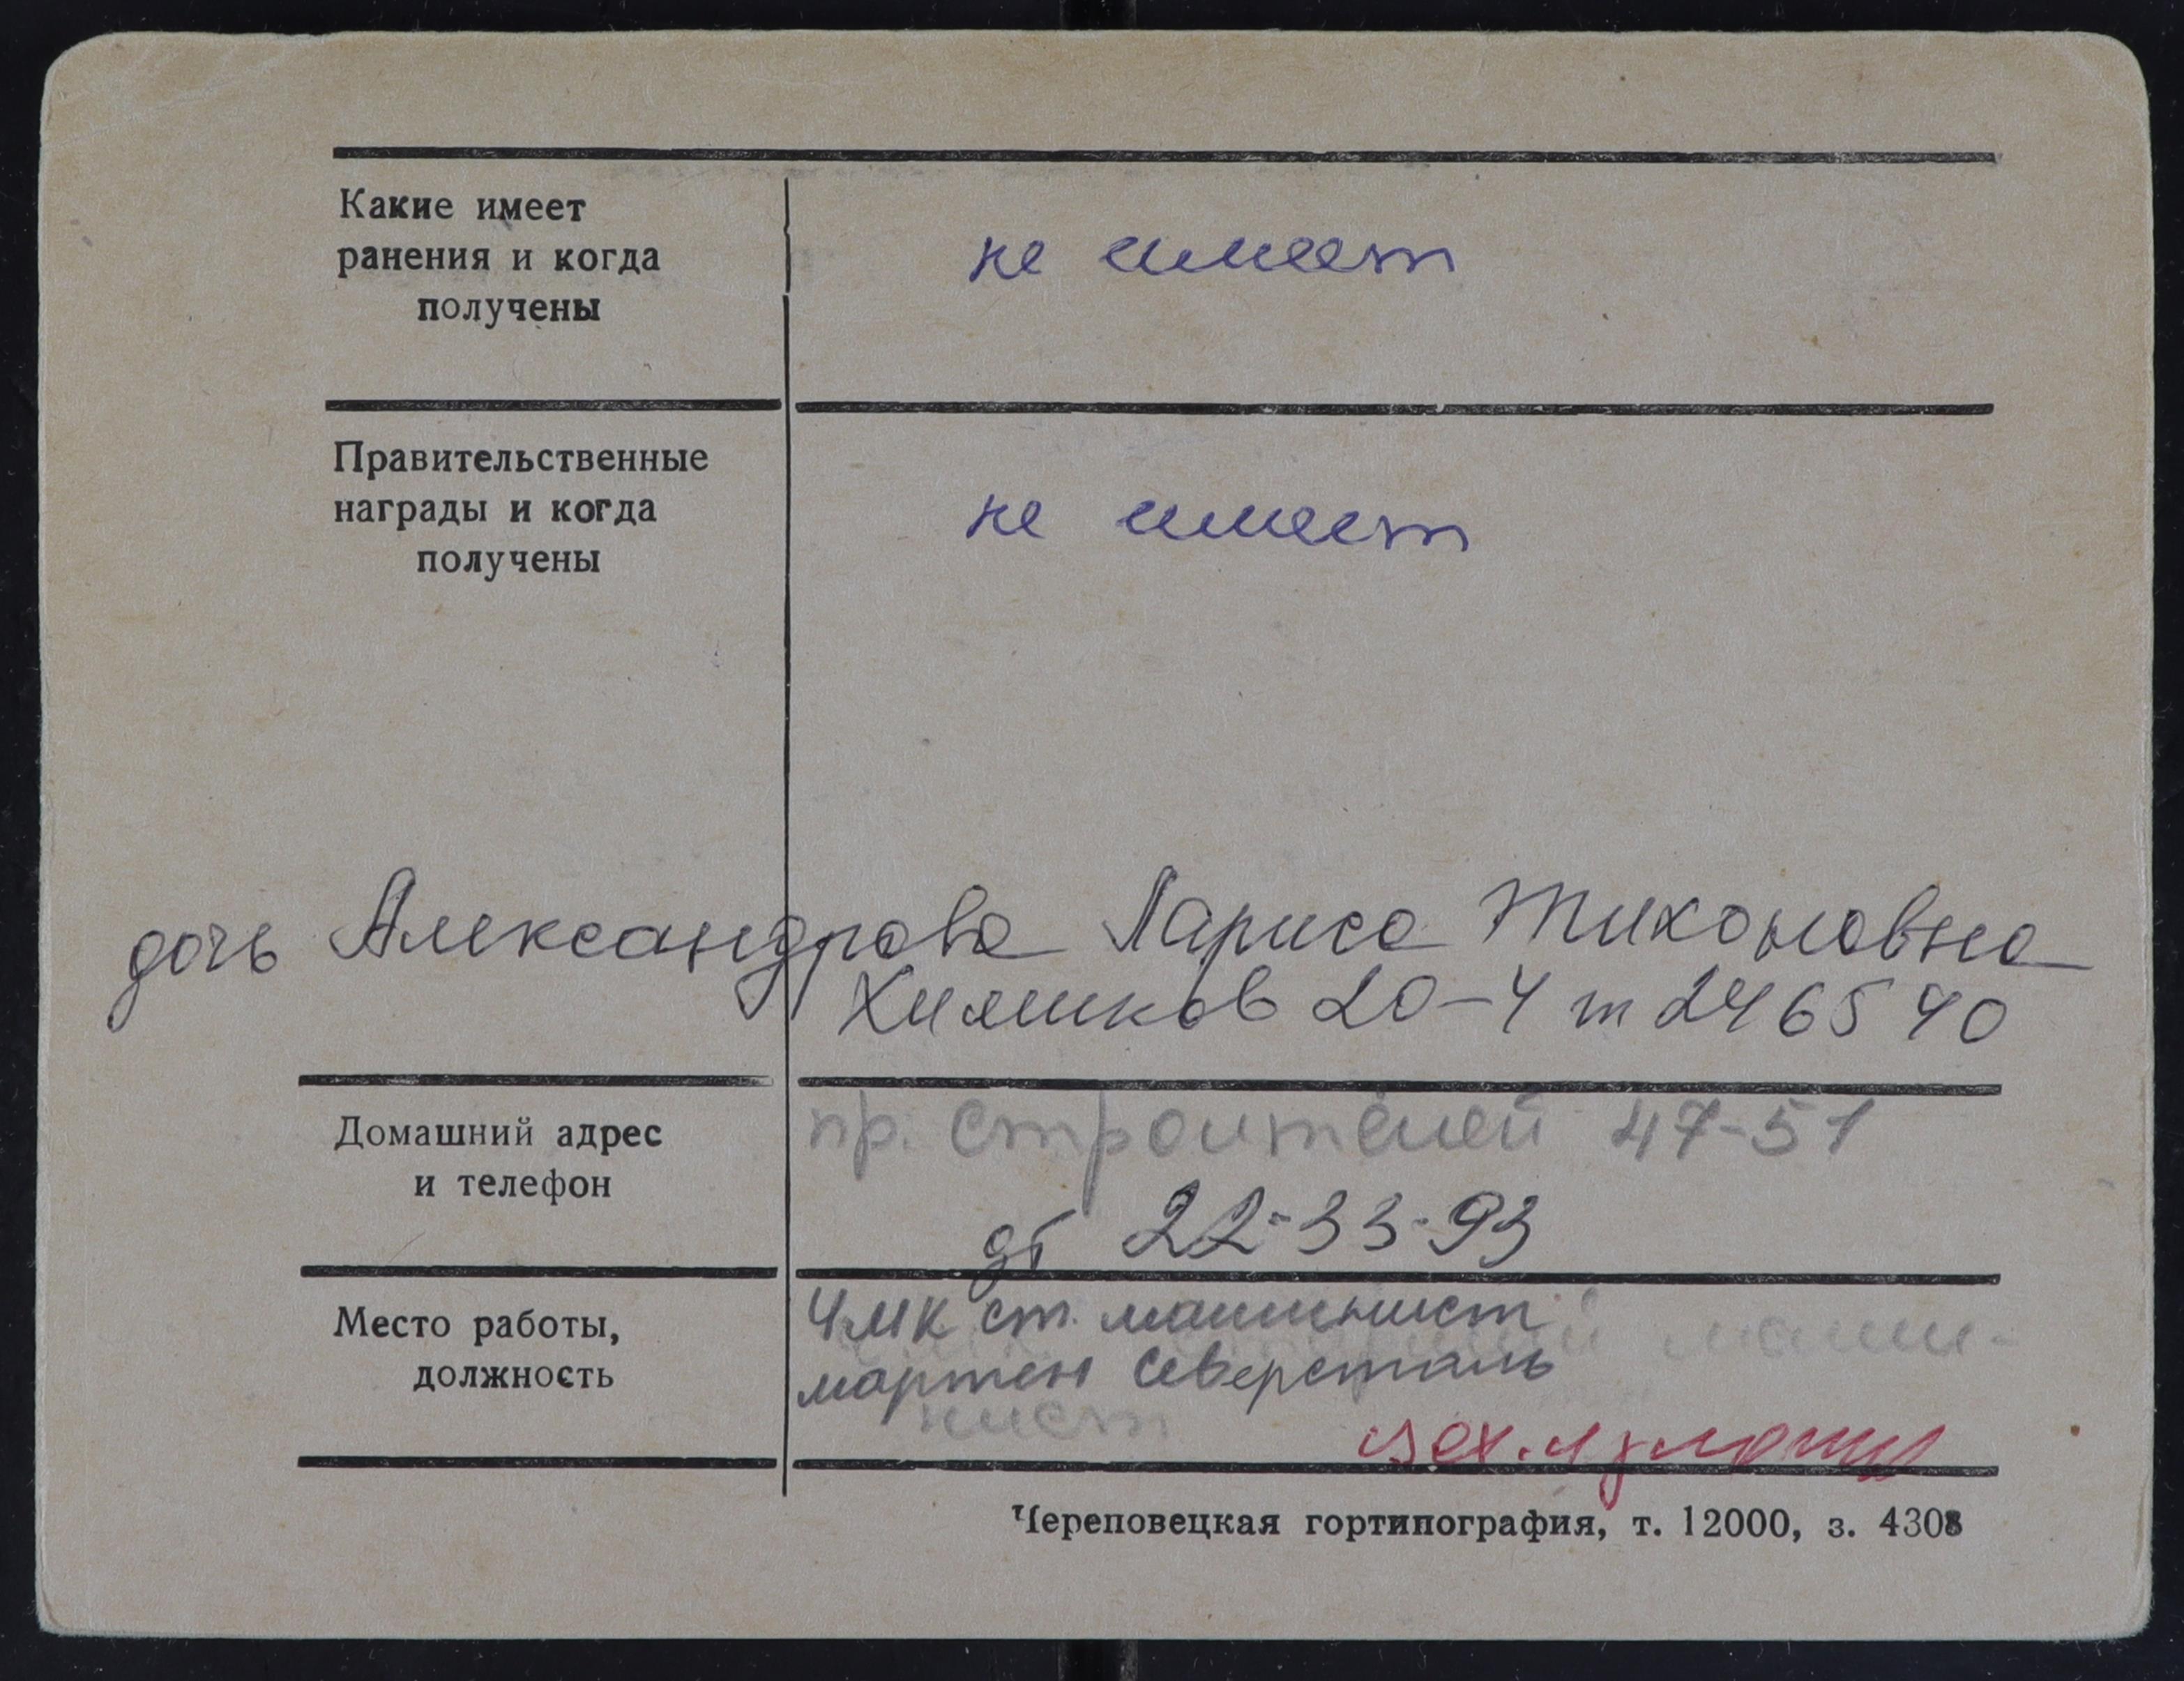 Какие имеет
ранения и когда
получены
не имеет
Правительственные
награды и когда
получены
не имеет
дочь Александрова Лариса Тихоновна
Химиков 20-4 т 246540
Домашний адрес
и телефон
пр. Строителей 47-51
дт 22-33-93
Место работы,
должность
ЧМК ст. машинист
мартен Северсталь
нист
Череповецкая гортипография, т. 12000, з. 4308